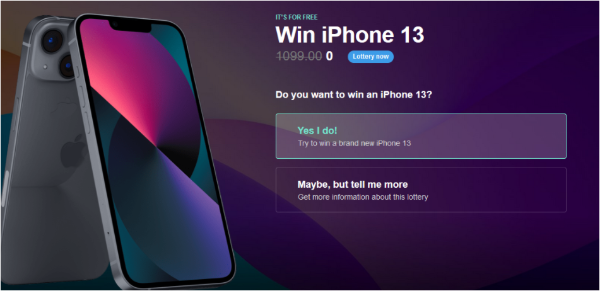 IT'S FOR FREE
Win iPhone 13
1099.00 0 Lottery now
Do you want to win an iPhone 13?
Yes I do!
Try to win a brand new iPhone 13
Maybe, but tell me more
Get more information about this lottery